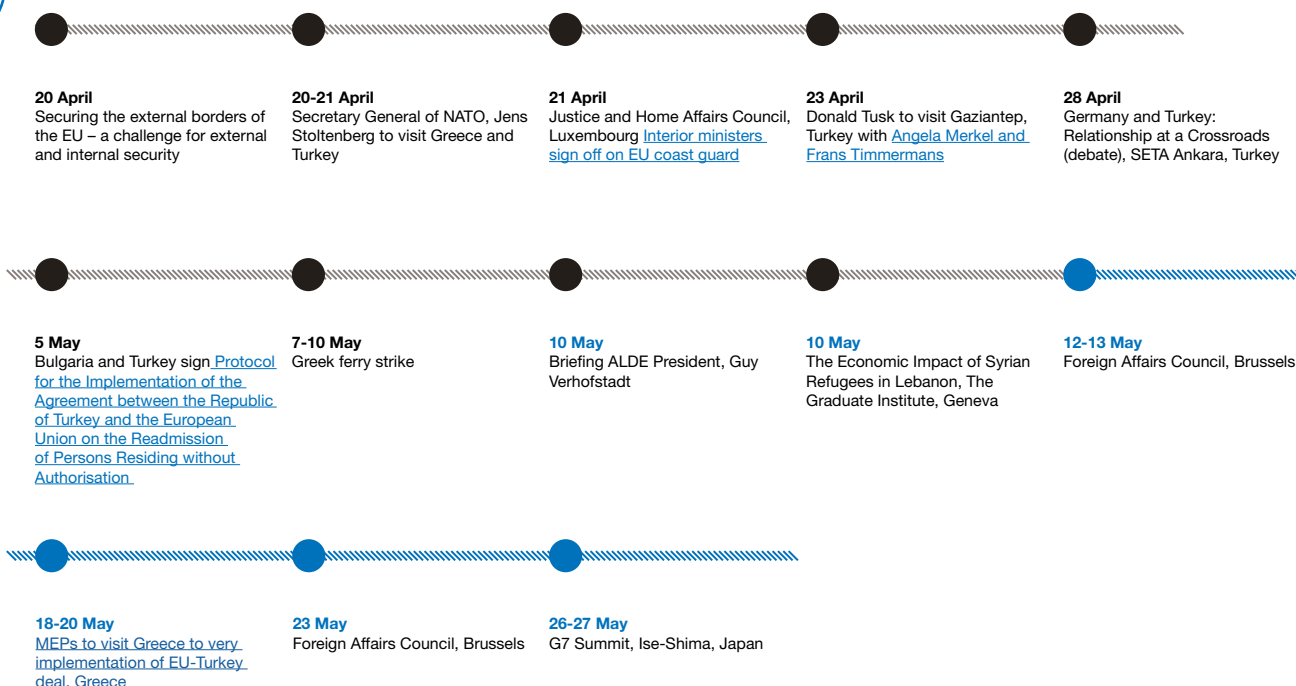 20 April
Securing the external borders of
the EU – a challenge for external
and internal security
20-21 April
Secretary General of NATO, Jens
Stoltenberg to visit Greece and
Turkey
21 April
Justice and Home Affairs Council,
Luxembourg Interior ministers
sign off on EU coast guard
23 April
Donald Tusk to visit Gaziantep,
Turkey with Angela Merkel and
Frans Timmermans
28 April
Germany and Turkey:
Relationship at a Crossroads
(debate), SETA Ankara, Turkey
5 May
Bulgaria and Turkey sign Protocol
for the Implementation of the
Agreement between the Republic
of Turkey and the European
Union on the Readmission
of Persons Residing without
Authorisation
7-10 May
Greek ferry strike
10 May
Briefing ALDE President, Guy
Verhofstadt
10 May
The Economic Impact of Syrian
Refugees in Lebanon, The
Graduate Institute, Geneva
12-13 May
Foreign Affairs Council, Brussels
18-20 May
MEPs to visit Greece to very
implementation of EU-Turkey
deal, Greece
23 May
Foreign Affairs Council, Brussels
26-27 May
G7 Summit, Ise-Shima, Japan